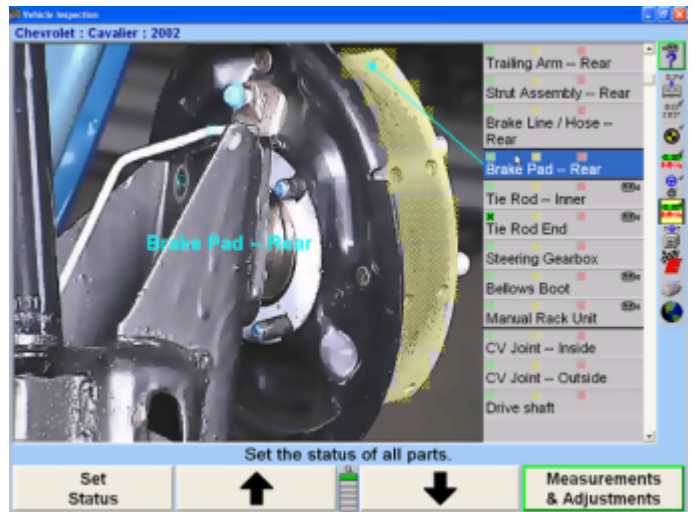 Vehicle Inspection
Chevrolet : Cavalier : 2002
Trailing Arm -- Rear
Strut Assembly -- Rear
Brake Line / Hose --
Rear
Brake Pad -- Rear
Tie Rod -- Inner
Tie Rod End
Steering Gearbox
Bellows Boot
Manual Rack Unit
CV Joint -- Inside
CV Joint -- Outside
Drive shaft
Brake Pad -- Rear
Set the status of all parts.
Set
Status
Measurements
& Adjustments